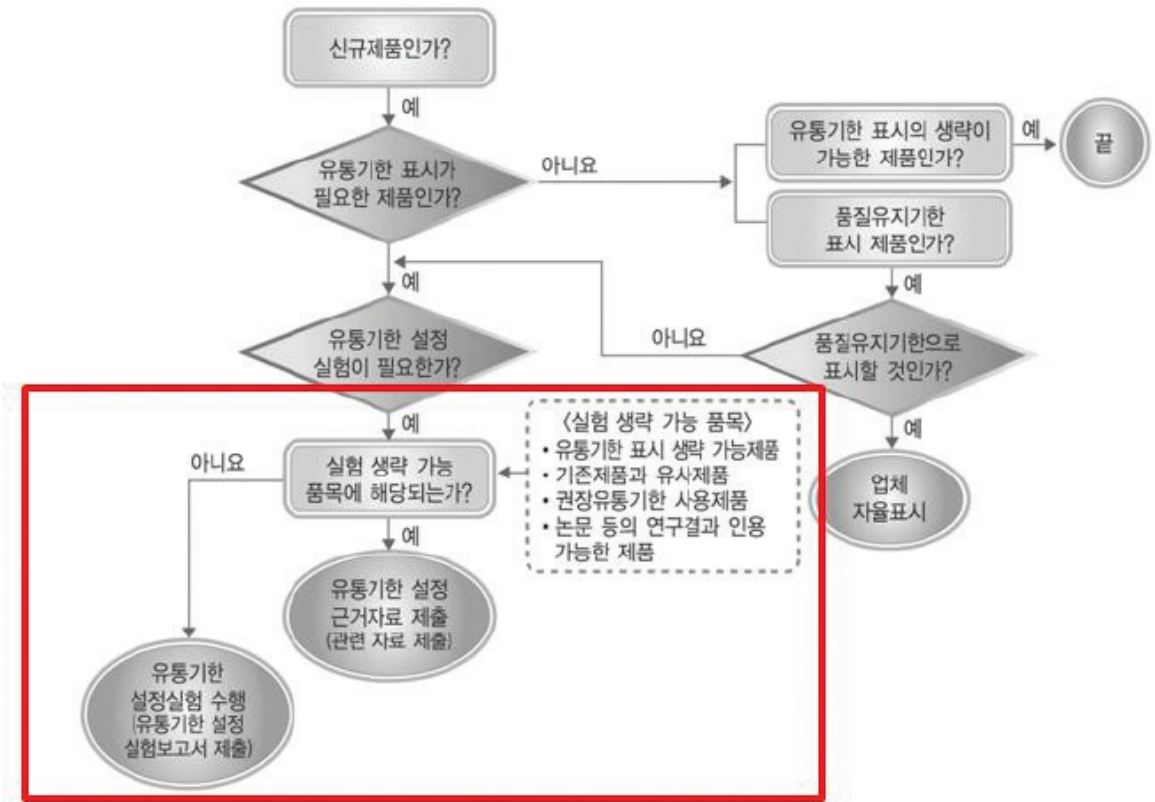 신규제품인가?
예
유통기한 표시가
필요한 제품인가?
아니요
유통기한 표시의 생략이
가능한 제품인가?
예
끝
품질유지기한
표시 제품인가?
예
예
유통기한 설정
실험이 필요한가?
아니요
품질유지기한으로
표시할 것인가?
예
업체
자율표시
예
실험 생략 가능
품목에 해당되는가?
아니요
〈실험 생략 가능 품목〉
• 유통기한 표시 생략 가능제품
• 기존제품과 유사제품
• 권장유통기한 사용제품
• 논문 등의 연구결과 인용
가능한 제품
예
유통기한 설정
근거자료 제출
(관련 자료 제출)
유통기한
설정실험 수행
(유통기한 설정
실험보고서 제출)